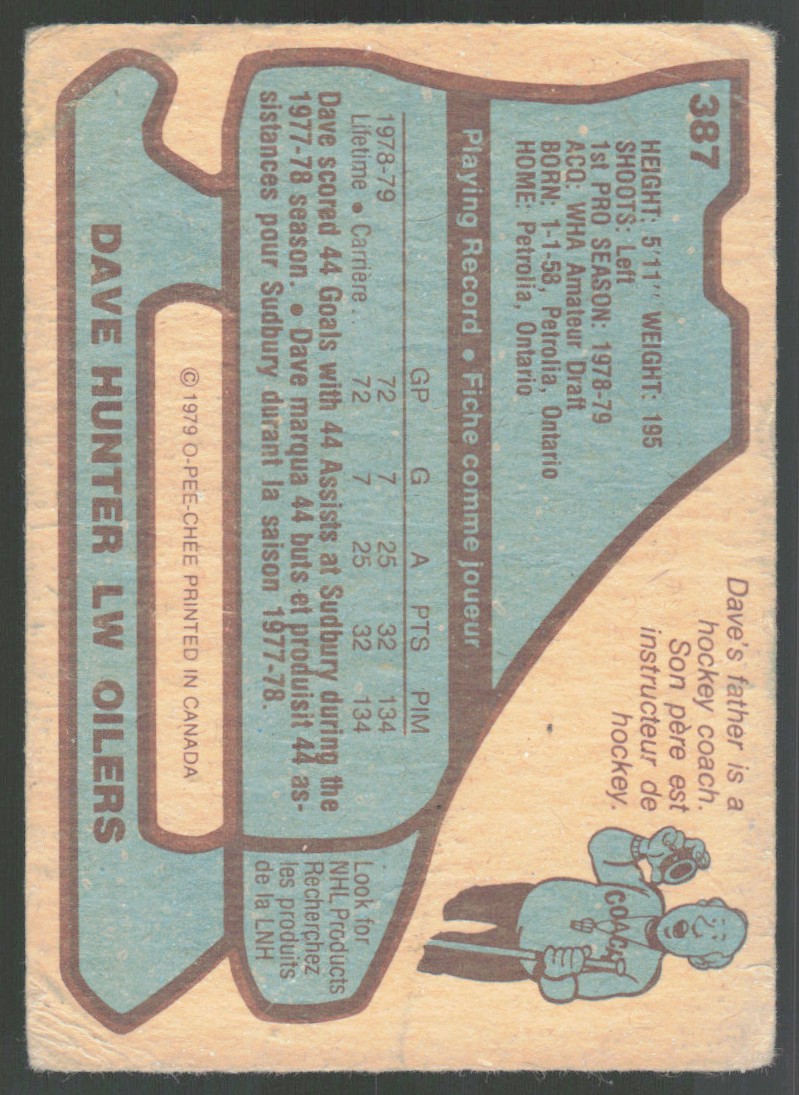 387
HEIGHT: 5'11" WEIGHT: 195
SHOOTS: Left
1st PRO SEASON: 1978-79
ACQ: WHA Amateur Draft
BORN: 1-1-58, Petrolia, Ontario
HOME: Petrolia, Ontario
Dave's father is a
hockey coach.
Son père est
instructeur de
hockey.
COACH
Playing Record • Fiche comme joueur
GP G A PTS PIM
1978-79 72 7 25 32 134
Lifetime • Carrière.. 72 7 25 32 134
Dave scored 44 Goals with 44 Assists at Sudbury during the
1977-78 season. • Dave marqua 44 buts et produisit 44 as-
sistances pour Sudbury durant la saison 1977-78.
Look for
NHL Products
Recherchez
les produits
de la LNH
© 1979 O-PEE-CHEE PRINTED IN CANADA
DAVE HUNTER LW OILERS